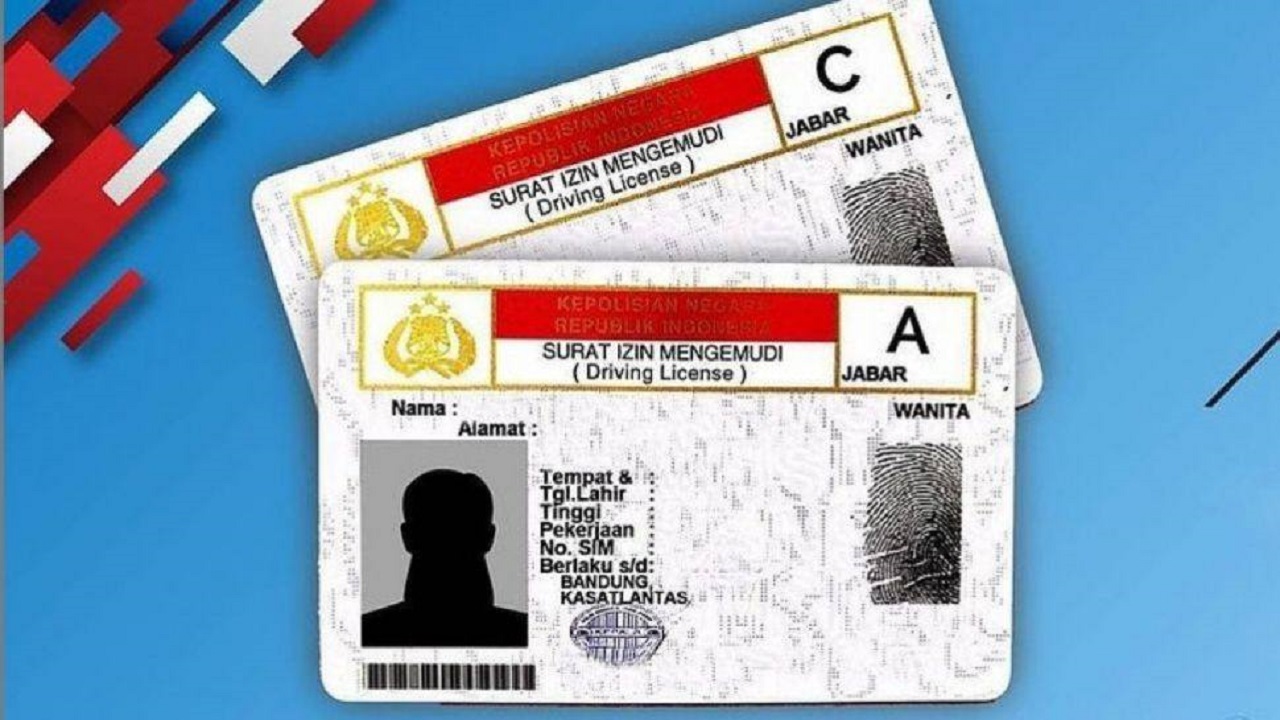 KEPOLISIAN NEGARA
REPUBLIK INDONESIA
SURAT IZIN MENGEMUDI
( Driving License )
C
JABAR
WANITA
KEPOLISIAN NEGARA
REPUBLIK INDONESIA
SURAT IZIN MENGEMUDI
( Driving License )
A
JABAR
WANITA
Nama :
Alamat :
Tempat &
Tgl.Lahir :
Tinggi :
Pekerjaan :
No. SIM :
Berlaku s/d:
BANDUNG,
KASATLANTAS,
KEPALA